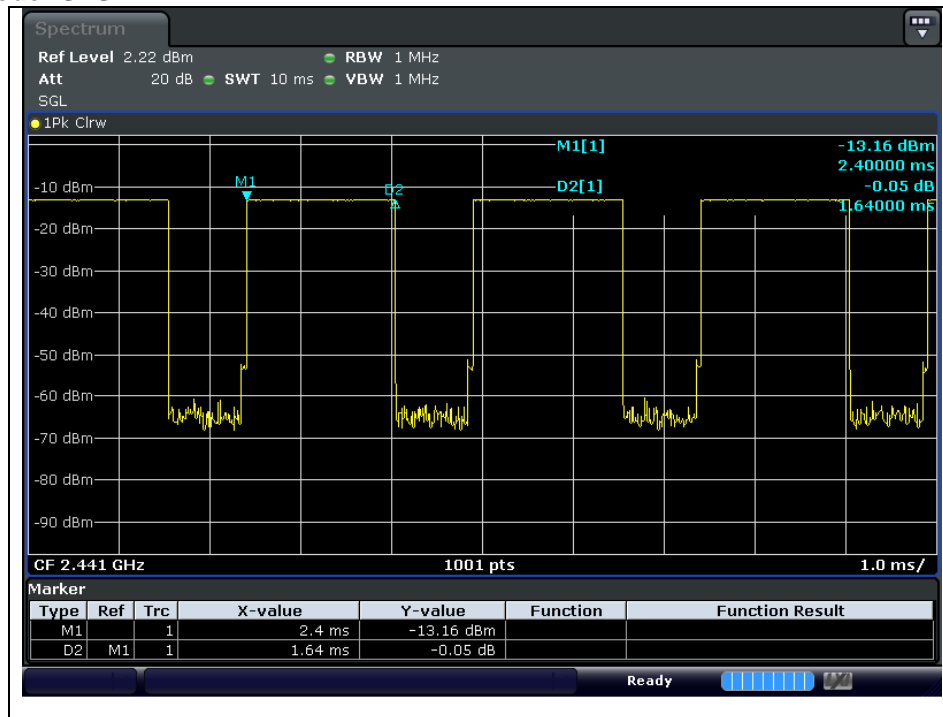 Spectrum
Ref Level 2.22 dBm RBW 1 MHz
Att 20 dB SWT 10 ms VBW 1 MHz
SGL
1Pk Clrw
M1[1] -13.16 dBm
2.40000 ms
-10 dBm M1 D2 D2[1] -0.05 dB
1.64000 ms
-20 dBm
-30 dBm
-40 dBm
-50 dBm
-60 dBm
-70 dBm
-80 dBm
-90 dBm
CF 2.441 GHz 1001 pts 1.0 ms/
Marker
Type Ref Trc X-value Y-value Function Function Result
M1 1 2.4 ms -13.16 dBm
D2 M1 1 1.64 ms -0.05 dB
Ready